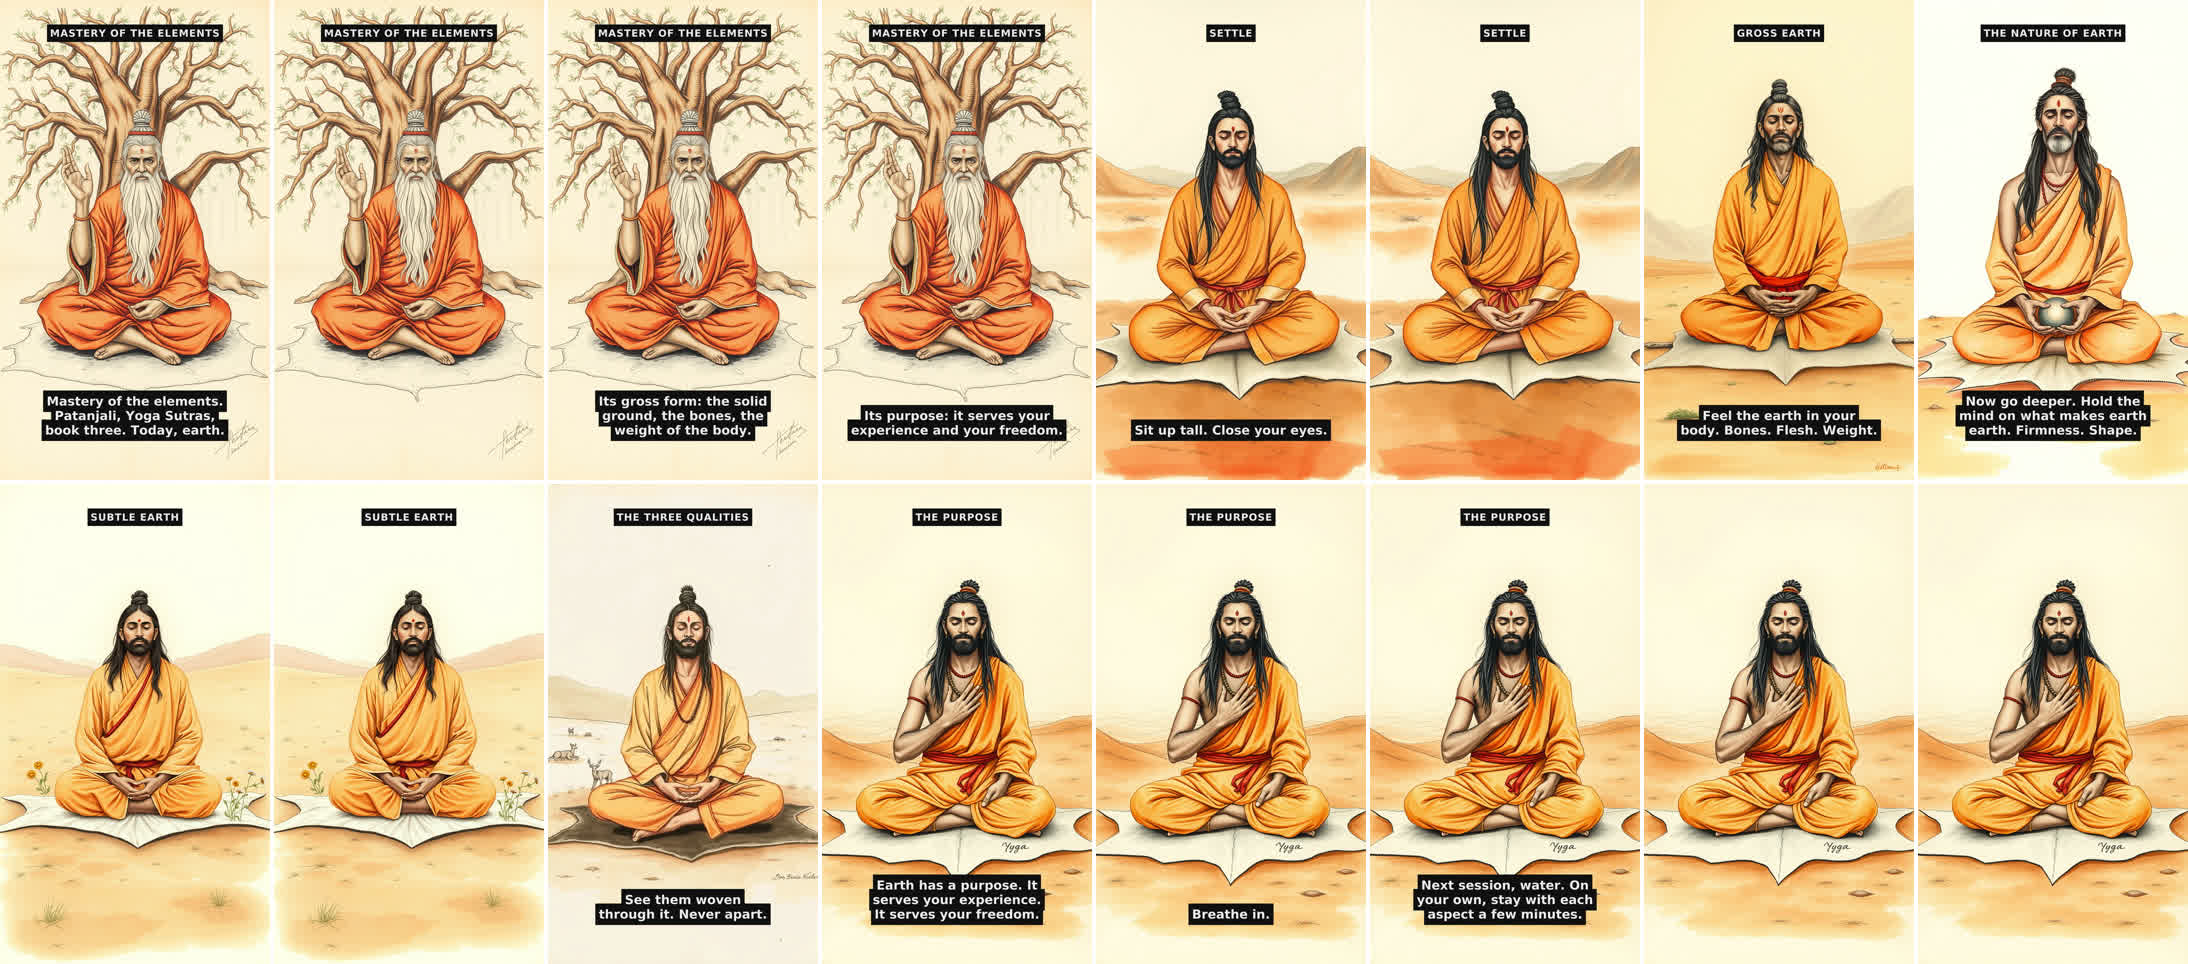 MASTERY OF THE ELEMENTS
Mastery of the elements.
Patanjali, Yoga Sutras,
book three. Today, earth.
MASTERY OF THE ELEMENTS
MASTERY OF THE ELEMENTS
Its gross form: the solid
ground, the bones, the
weight of the body.
MASTERY OF THE ELEMENTS
Its purpose: it serves your
experience and your freedom.
SETTLE
Sit up tall. Close your eyes.
SETTLE
GROSS EARTH
Feel the earth in your
body. Bones. Flesh. Weight.
THE NATURE OF EARTH
Now go deeper. Hold the
mind on what makes earth
earth. Firmness. Shape.
SUBTLE EARTH
SUBTLE EARTH
THE THREE QUALITIES
See them woven
through it. Never apart.
THE PURPOSE
Yyga
Earth has a purpose. It
serves your experience.
It serves your freedom.
THE PURPOSE
Yyga
Breathe in.
THE PURPOSE
Yyga
Next session, water. On
your own, stay with each
aspect a few minutes.
Yyga
Yyga